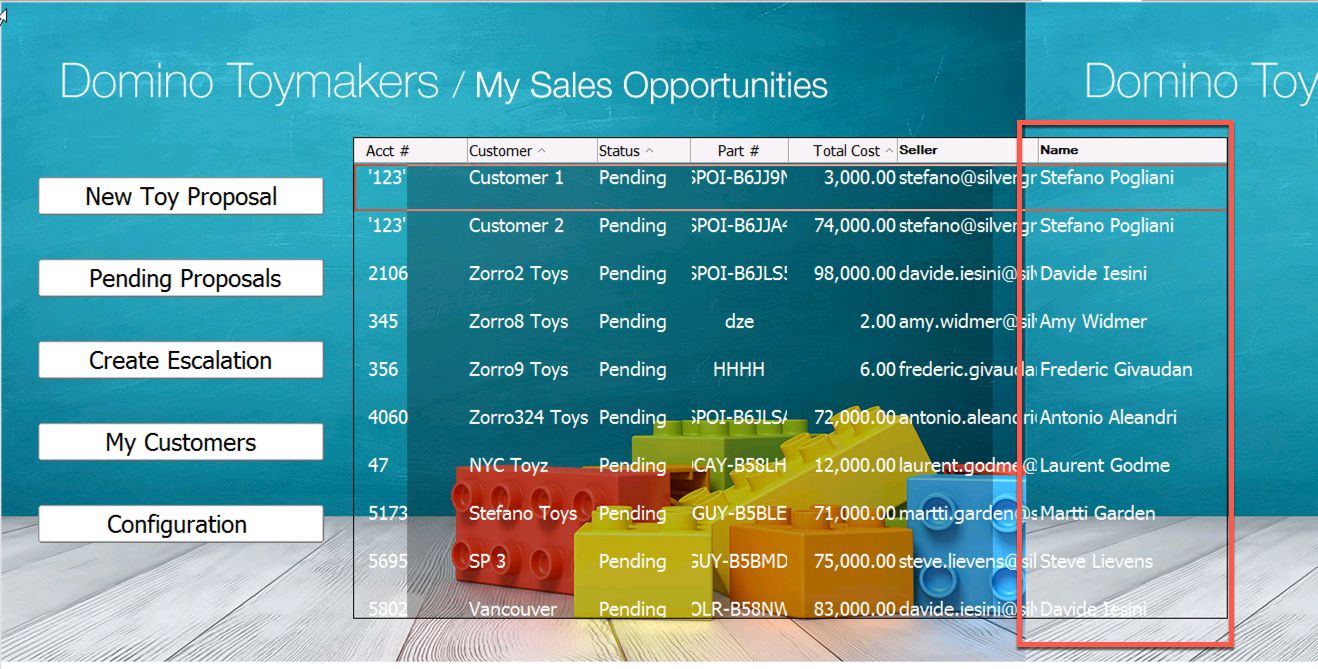 Domino Toymakers / My Sales Opportunities
Domino Toy
Acct # Customer Status Part # Total Cost Seller Name
'123' Customer 1 Pending 3,000.00 stefano@silvergr Stefano Pogliani
New Toy Proposal
'123' Customer 2 Pending SPOI-B6JJA4 74,000.00 stefano@silvergr Stefano Pogliani
2106 Zorro2 Toys Pending SPOI-B6JLS5 98,000.00 davide.iesini@sil Davide Iesini
Pending Proposals
345 Zorro8 Toys Pending dze 2.00 amy.widmer@sil Amy Widmer
356 Zorro9 Toys Pending HHHH 6.00 frederic.givauda Frederic Givaudan
Create Escalation
4060 Zorro324 Toys Pending SPOI-B6JLSA 72,000.00 antonio.aleandri Antonio Aleandri
My Customers
47 NYC Toyz Pending CAY-B58LH 12,000.00 laurent.godme@ Laurent Godme
5173 Stefano Toys Pending GUY-B5BLE 71,000.00 martti.garden@s Martti Garden
Configuration
5695 SP 3 Pending GUY-B5BMD 75,000.00 steve.lievens@sil Steve Lievens
5802 Vancouver Pending OLR-B58NW 83,000.00 davide.iesini@sil Davide Iesini